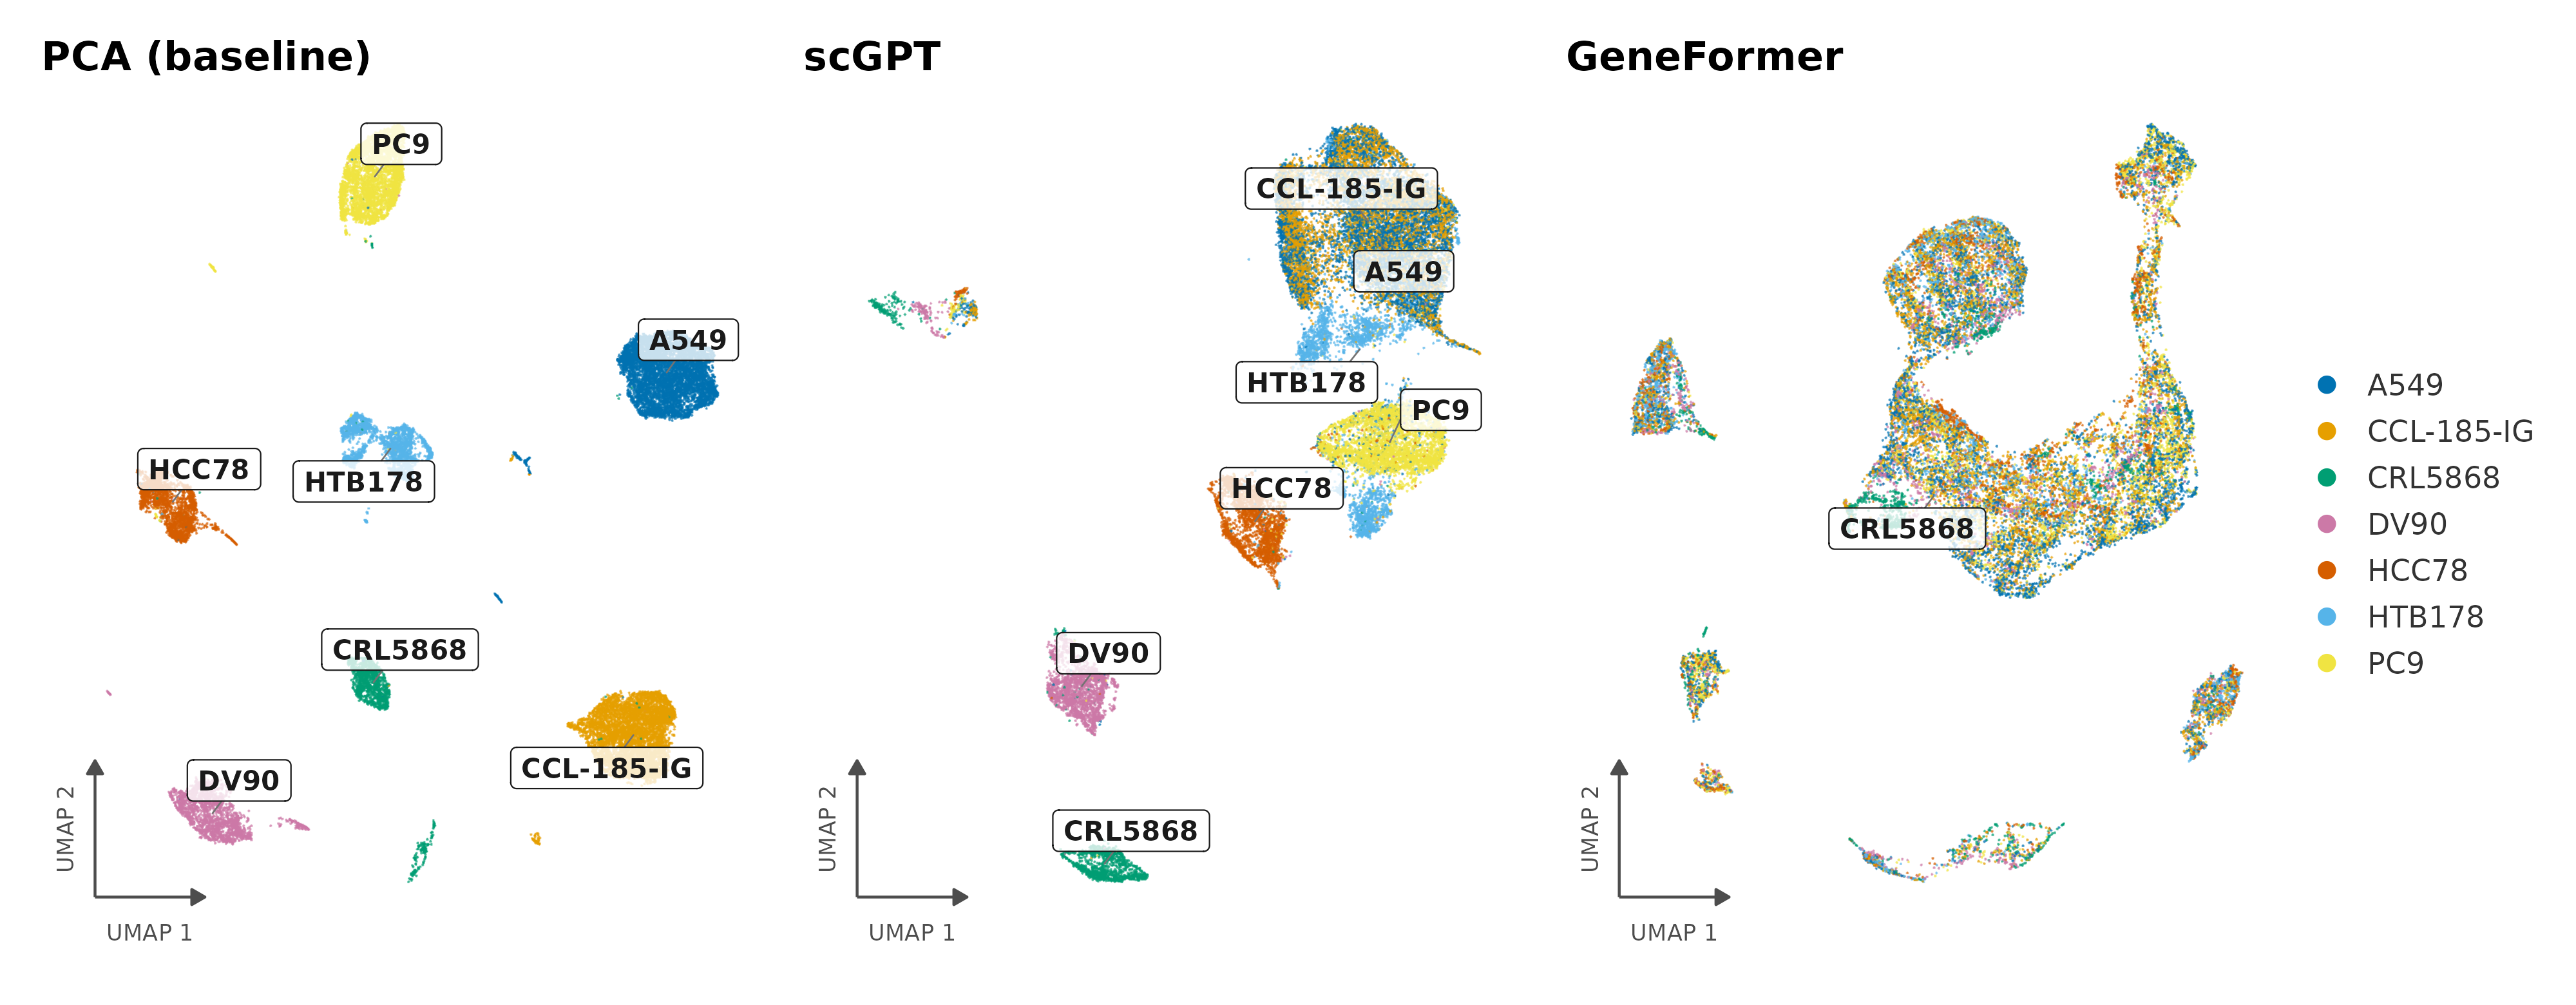 PCA (baseline)
PC9
A549
HCC78
HTB178
CRL5868
CCL-185-IG
DV90
UMAP 2
UMAP 1
scGPT
CCL-185-IG
A549
HTB178
PC9
HCC78
DV90
CRL5868
UMAP 2
UMAP 1
GeneFormer
CRL5868
UMAP 2
UMAP 1
A549
CCL-185-IG
CRL5868
DV90
HCC78
HTB178
PC9